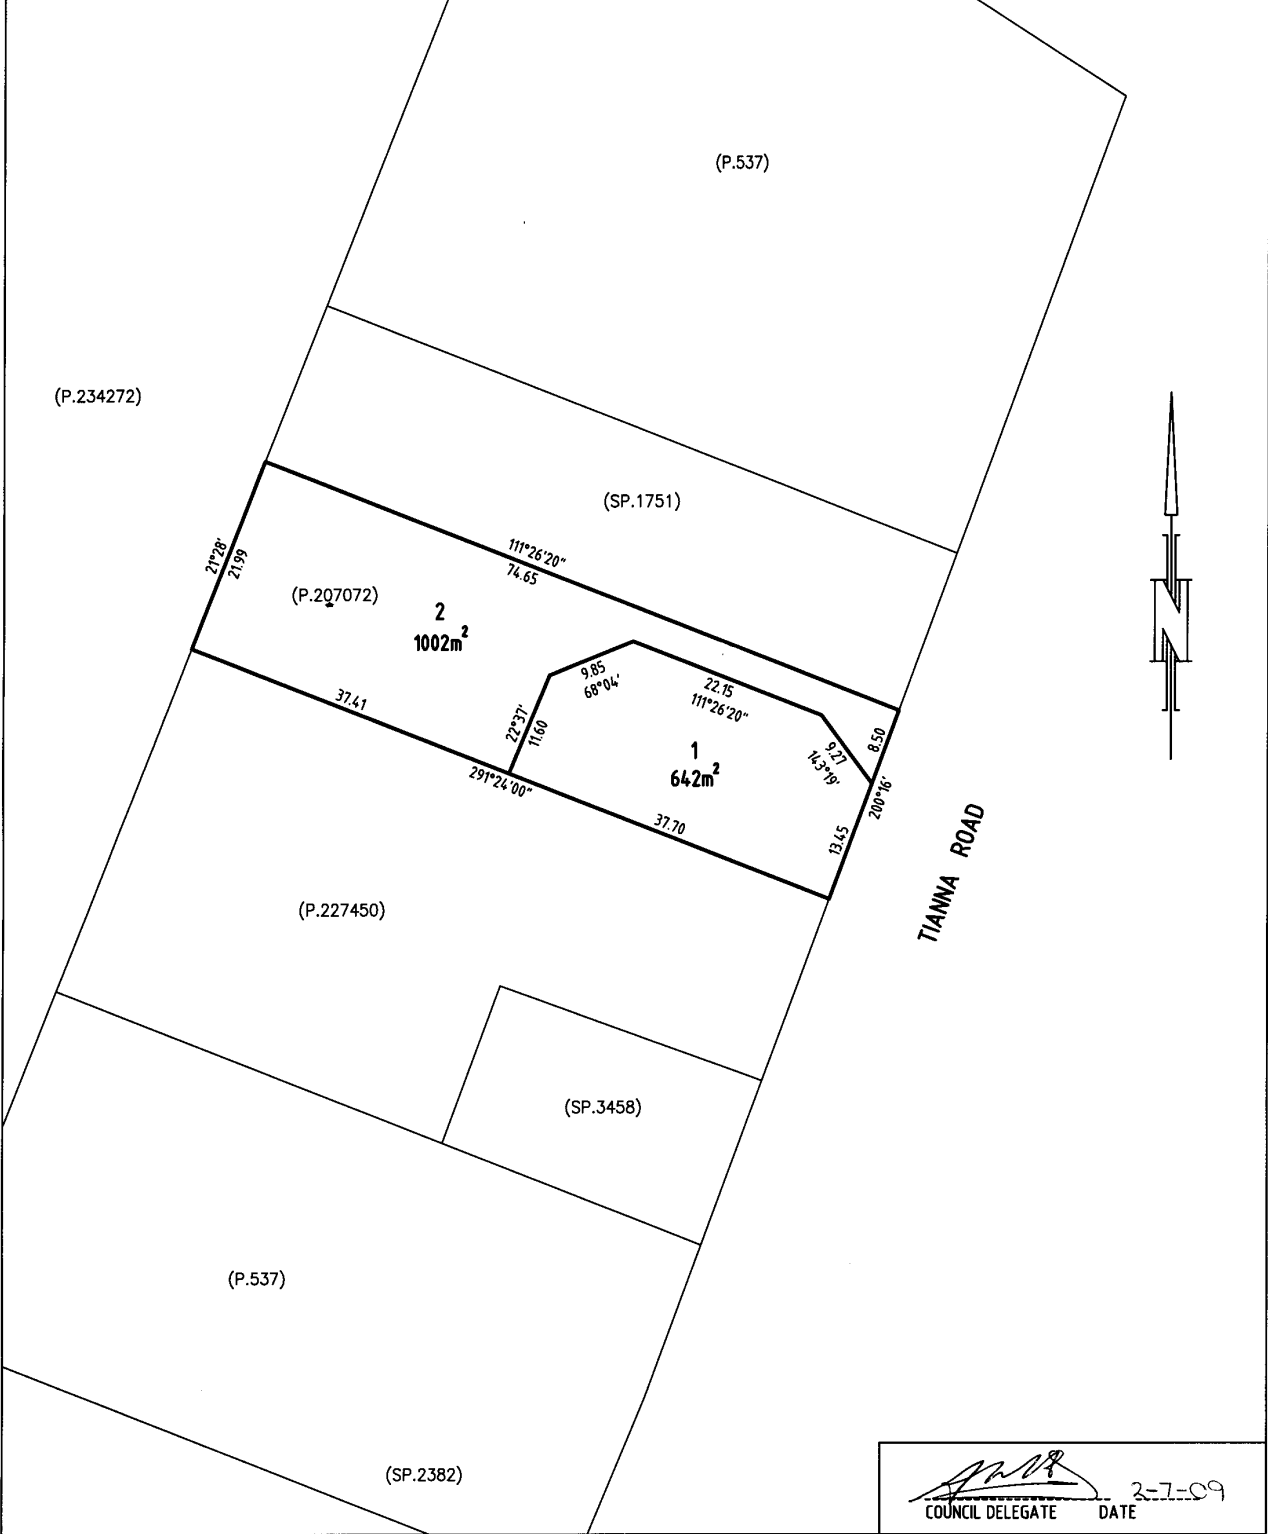 (P.537)
(P.234272)
(SP.1751)
111°26'20"
74.65
21°28'
21.99
(P.207072)
2
1002m²
9.85
68°04'
22.15
111°26'20"
37.41
22°37'
11.60
1
642m²
9.27
143°19'
8.50
200°16'
291°24'00"
37.70
13.45
N
TIANNA ROAD
(P.227450)
(SP.3458)
(P.537)
(SP.2382)
2-7-09
COUNCIL DELEGATE DATE